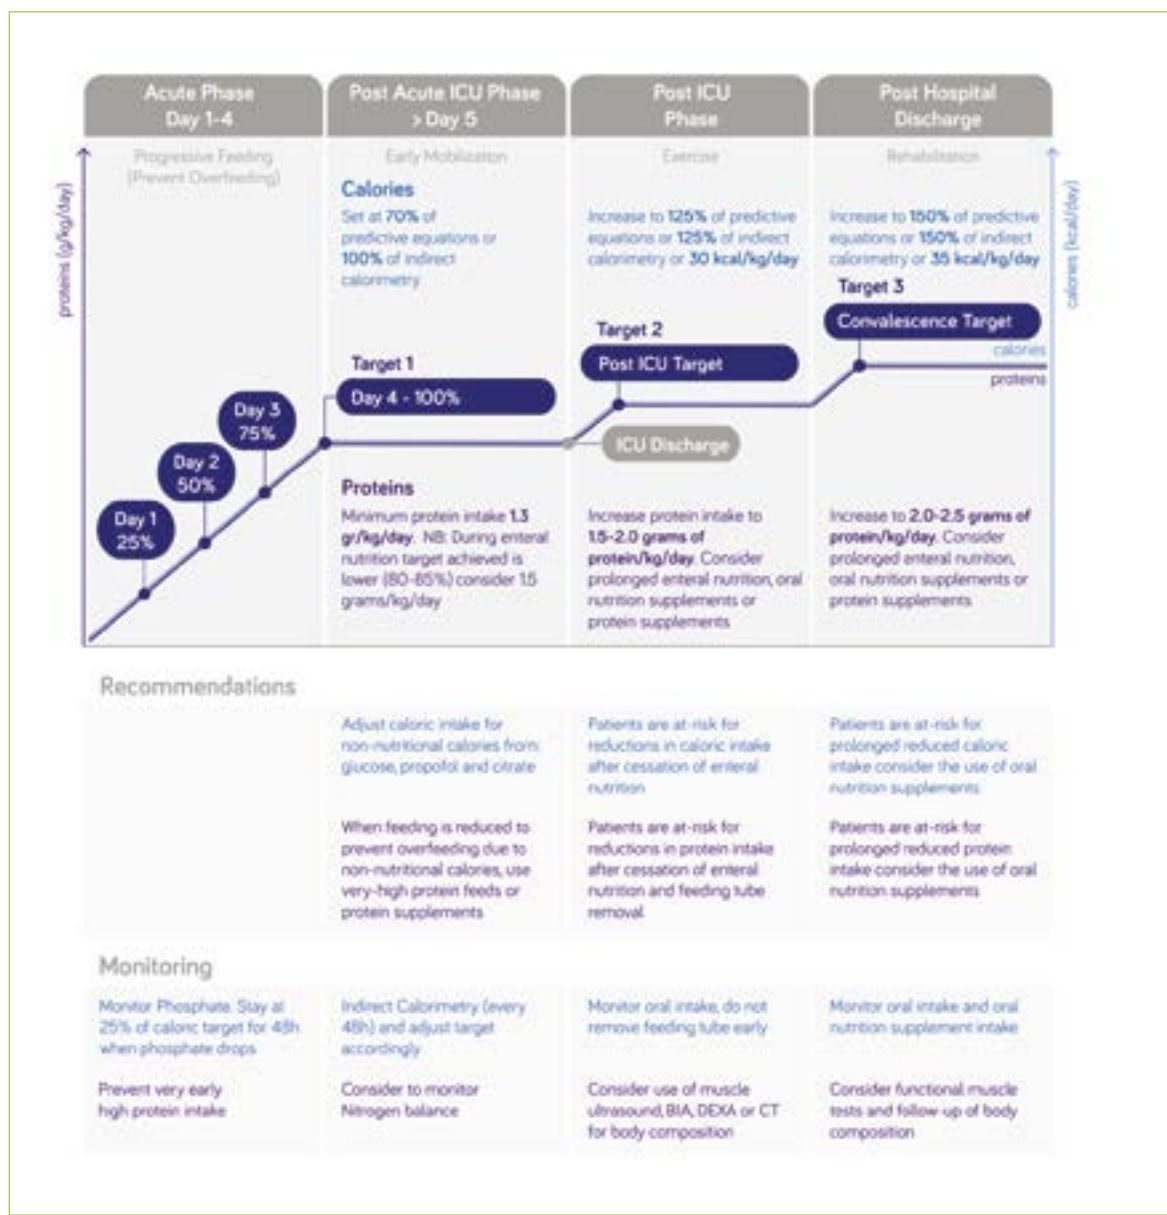 Acute Phase
Day 1-4
Post Acute ICU Phase
> Day 5
Post ICU
Phase
Post Hospital
Discharge
Progressive Feeding
(Prevent Overfeeding)
Early Mobilization
Exercise
Rehabilitation
proteins (g/kg/day)
calories (kcal/day)
Calories
Set at 70% of
predictive equations or
100% of indirect
calorimetry
Increase to 125% of predictive
equations or 125% of indirect
calorimetry or 30 kcal/kg/day
Increase to 150% of predictive
equations or 150% of indirect
calorimetry or 35 kcal/kg/day
Target 3
Convalescence Target
calories
proteins
Target 2
Post ICU Target
Target 1
Day 4 - 100%
Day 3
75%
ICU Discharge
Day 2
50%
Day 1
25%
Proteins
Minimum protein intake 1.3
gr/kg/day. NB: During enteral
nutrition target achieved is
lower (80-85%) consider 1.5
grams/kg/day
Increase protein intake to
1.5-2.0 grams of
protein/kg/day. Consider
prolonged enteral nutrition, oral
nutrition supplements or
protein supplements
Increase to 2.0-2.5 grams of
protein/kg/day. Consider
prolonged enteral nutrition,
oral nutrition supplements or
protein supplements
Recommendations
Adjust caloric intake for
non-nutritional calories from
glucose, propofol and citrate
Patients are at-risk for
reductions in caloric intake
after cessation of enteral
nutrition
Patients are at-risk for
prolonged reduced caloric
intake consider the use of oral
nutrition supplements
When feeding is reduced to
prevent overfeeding due to
non-nutritional calories, use
very-high protein feeds or
protein supplements
Patients are at-risk for
reductions in protein intake
after cessation of enteral
nutrition and feeding tube
removal
Patients are at-risk for
prolonged reduced protein
intake consider the use of oral
nutrition supplements
Monitoring
Monitor Phosphate. Stay at
25% of caloric target for 48h
when phosphate drops
Indirect Calorimetry (every
48h) and adjust target
accordingly
Monitor oral intake, do not
remove feeding tube early
Monitor oral intake and oral
nutrition supplement intake
Prevent very early
high protein intake
Consider to monitor
Nitrogen balance
Consider use of muscle
ultrasound, BIA, DEXA or CT
for body composition
Consider functional muscle
tests and follow-up of body
composition